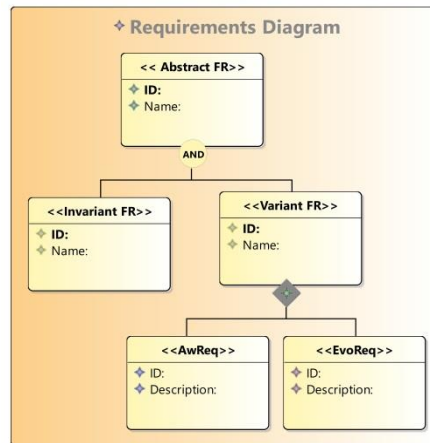 Requirements Diagram
<< Abstract FR>>
ID:
Name:
AND
<<Invariant FR>>
ID:
Name:
<<Variant FR>>
ID:
Name:
<<AwReq>>
ID:
Description:
<<EvoReq>>
ID:
Description: